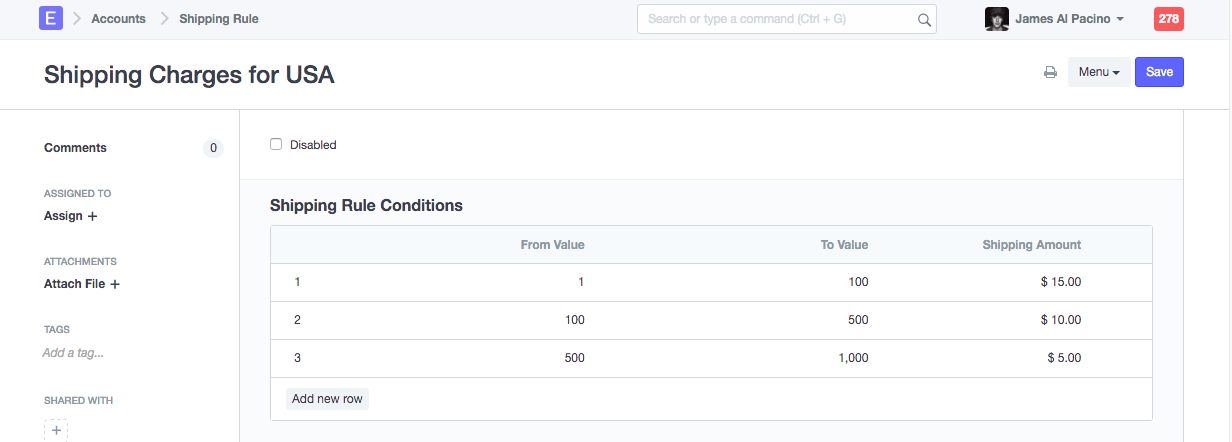 E Accounts Shipping Rule Search or type a command (Ctrl + G) James Al Pacino 278
Shipping Charges for USA Menu Save
Comments 0
Disabled
ASSIGNED TO
Assign +
Shipping Rule Conditions
From Value To Value Shipping Amount
ATTACHMENTS
Attach File +
1 1 100 $ 15.00
2 100 500 $ 10.00
TAGS
Add a tag...
3 500 1,000 $ 5.00
Add new row
SHARED WITH
+